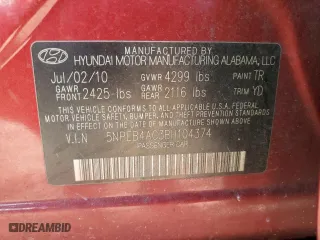 MANUFACTURED BY
HYUNDAI MOTOR MANUFACTURING ALABAMA, LLC
Jul/02/10 GVWR 4299 lbs PAINT TR
GAWR FRONT 2425 lbs GAWR REAR 2116 lbs TRIM YD
THIS VEHICLE CONFORMS TO ALL APPLICABLE U.S. FEDERAL
MOTOR VEHICLE SAFETY, BUMPER, AND THEFT PREVENTION
STANDARDS IN EFFECT ON THE DATE OF MANUFACTURE
SHOWN ABOVE.
V.I.N
PASSENGER CAR
DREAMBID